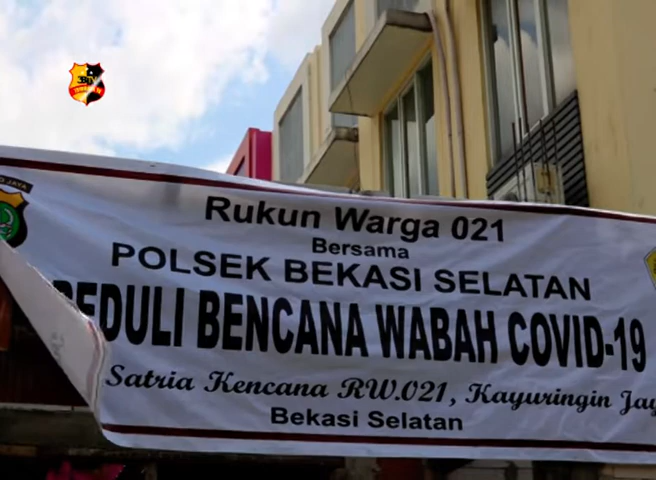 Rukun Warga 021
Bersama
POLSEK BEKASI SELATAN
PEDULI BENCANA WABAH COVID-19
Satria Kencana RW.021, Kayuringin Jay
Bekasi Selatan